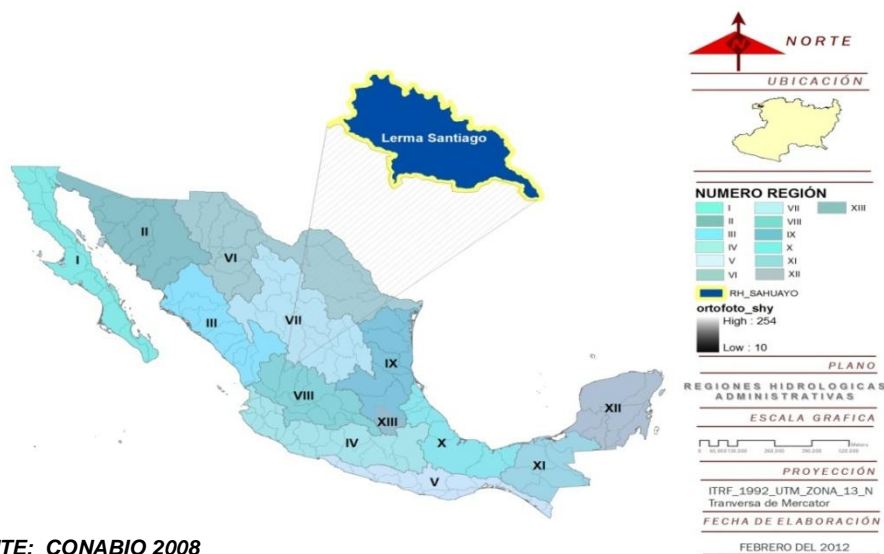 Lerma Santiago
I
II
III
IV
V
VI
VII
VIII
IX
X
XI
XII
XIII
N
NORTE
UBICACIÓN
NUMERO REGIÓN
I
II
III
IV
V
VI
VII
VIII
IX
X
XI
XII
XIII
RH_SAHUAYO
ortofoto_shy
High : 254
Low : 10
PLANO
REGIONES HIDROLOGICAS
ADMINISTRATIVAS
ESCALA GRAFICA
Meters
PROYECCIÓN
ITRF_1992_UTM_ZONA_13_N
Tranversa de Mercator
FECHA DE ELABORACIÓN
FEBRERO DEL 2012
NTE: CONABIO 2008